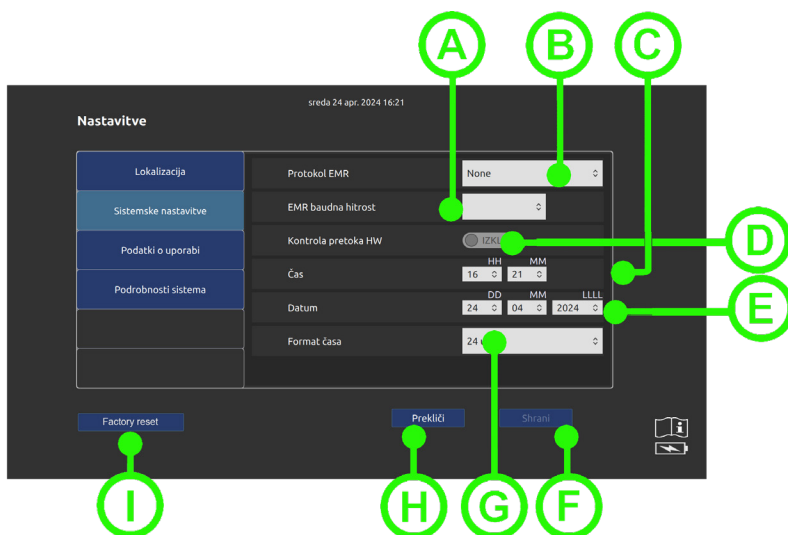 A
B
C
sreda 24 apr. 2024 16:21
Nastavitve
Lokalizacija
Protokol EMR
None
Sistemske nastavitve
EMR baudna hitrost
Podatki o uporabi
Kontrola pretoka HW
D
HH MM
Podrobnosti sistema
Čas
16 21
DD MM LLLL
Datum
24 04 2024
E
Format časa
24
Factory reset
Prekliči
Shrani
i
I
H
G
F